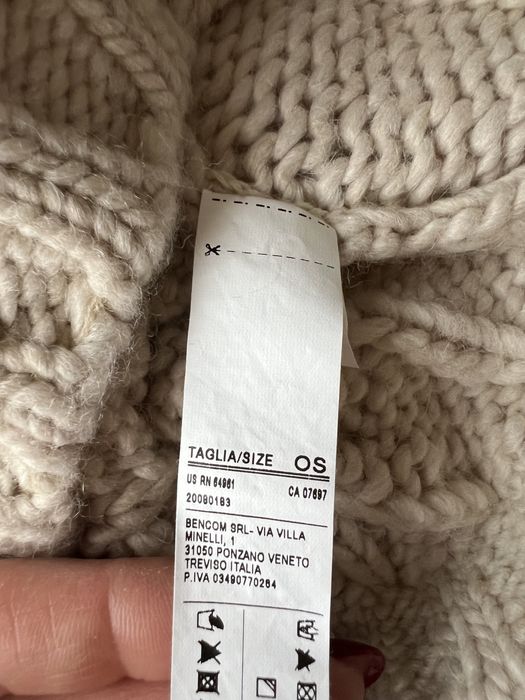 TAGLIA/SIZE OS
US RN 64961 CA 07697
20080183
BENCOM SRL- VIA VILLA
MINELLI, 1
31050 PONZANO VENETO
TREVISO ITALIA
P.IVA 03490770264